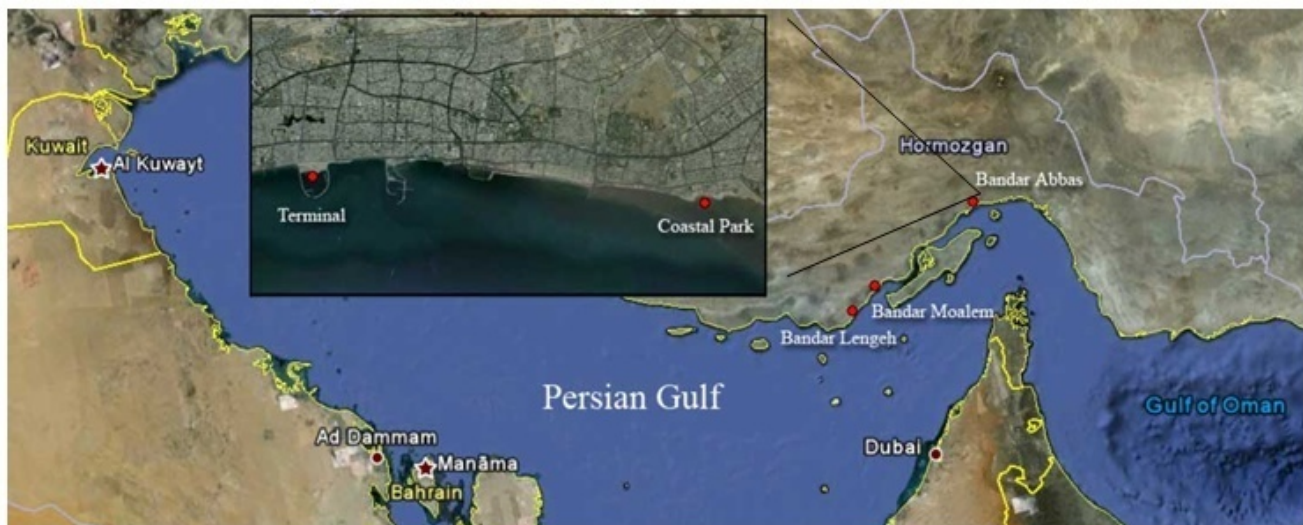 Kuwait
Al Kuwayt
Terminal
Coastal Park
Hormozgan
Bandar Abbas
Bandar Moalem
Bandar Lengeh
Persian Gulf
Gulf of Oman
Ad Dammam
Manāma
Bahrain
Dubai